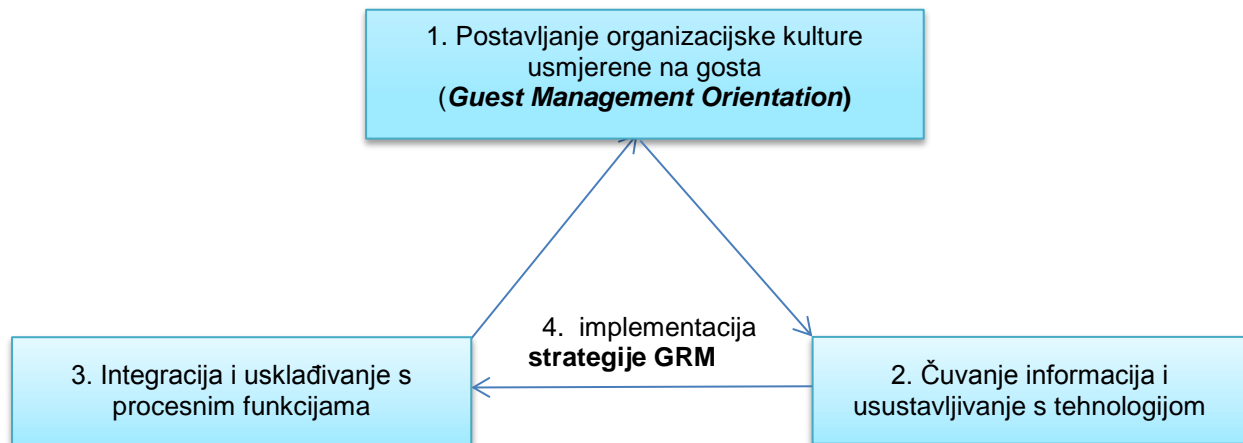 1. Postavljanje organizacijske kulture
usmjerene na gosta
(Guest Management Orientation)
4. implementacija
strategije GRM
3. Integracija i usklađivanje s
procesnim funkcijama
2. Čuvanje informacija i
usustavljivanje s tehnologijom